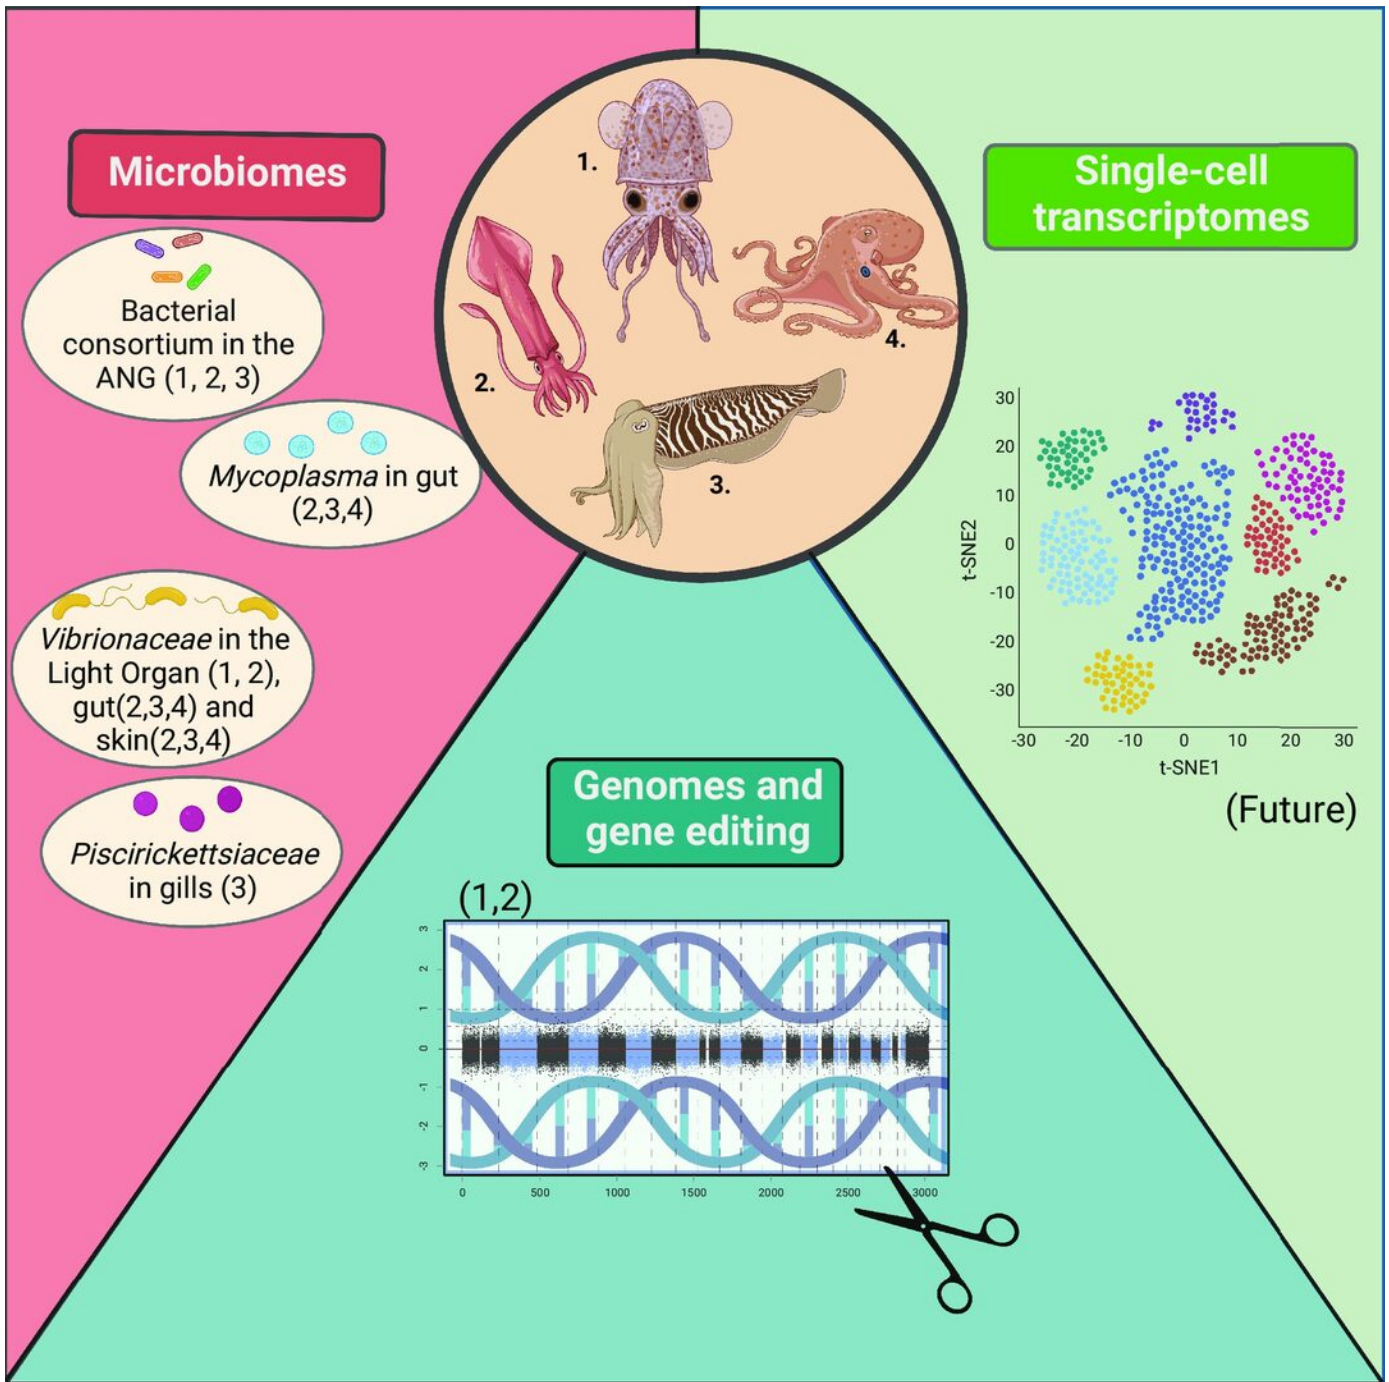 Microbiomes
Bacterial
consortium in the
ANG (1, 2, 3)
Mycoplasma in gut
(2,3,4)
Vibrionaceae in the
Light Organ (1, 2),
gut(2,3,4) and
skin(2,3,4)
Piscirickettsiaceae
in gills (3)
1.
2.
3.
4.
Single-cell
transcriptomes
30
20
10
0
-10
-20
-30
t-SNE2
-30 -20 -10 0 10 20 30
t-SNE1
(Future)
Genomes and
gene editing
(1,2)
3
2
1
0
-1
-2
-3
0 500 1000 1500 2000 2500 3000